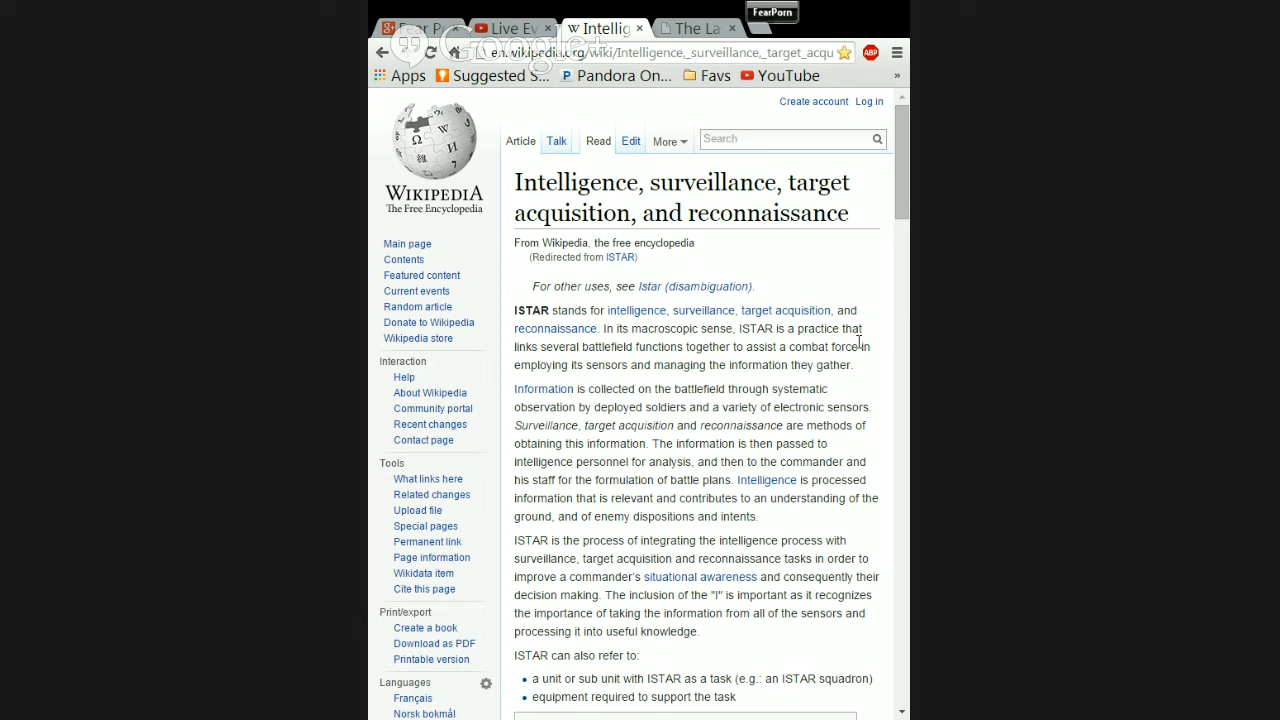 FearPorn
Fear Po
Live Ev
Intellig
The La
Google+
en.wikipedia.org/wiki/Intelligence,_surveillance,_target_acqu
ABP
Apps
Suggested S...
Pandora On...
Favs
YouTube
»
Create account Log in
Article Talk Read Edit More Search
WIKIPEDIA
The Free Encyclopedia
Main page
Contents
Featured content
Current events
Random article
Donate to Wikipedia
Wikipedia store
Interaction
Help
About Wikipedia
Community portal
Recent changes
Contact page
Tools
What links here
Related changes
Upload file
Special pages
Permanent link
Page information
Wikidata item
Cite this page
Print/export
Create a book
Download as PDF
Printable version
Languages
Français
Norsk bokmål
Intelligence, surveillance, target
acquisition, and reconnaissance
From Wikipedia, the free encyclopedia
(Redirected from ISTAR)
For other uses, see Istar (disambiguation).
ISTAR stands for intelligence, surveillance, target acquisition, and
reconnaissance. In its macroscopic sense, ISTAR is a practice that
links several battlefield functions together to assist a combat force in
employing its sensors and managing the information they gather.
Information is collected on the battlefield through systematic
observation by deployed soldiers and a variety of electronic sensors.
Surveillance, target acquisition and reconnaissance are methods of
obtaining this information. The information is then passed to
intelligence personnel for analysis, and then to the commander and
his staff for the formulation of battle plans. Intelligence is processed
information that is relevant and contributes to an understanding of the
ground, and of enemy dispositions and intents.
ISTAR is the process of integrating the intelligence process with
surveillance, target acquisition and reconnaissance tasks in order to
improve a commander's situational awareness and consequently their
decision making. The inclusion of the "I" is important as it recognizes
the importance of taking the information from all of the sensors and
processing it into useful knowledge.
ISTAR can also refer to:
a unit or sub unit with ISTAR as a task (e.g.: an ISTAR squadron)
equipment required to support the task